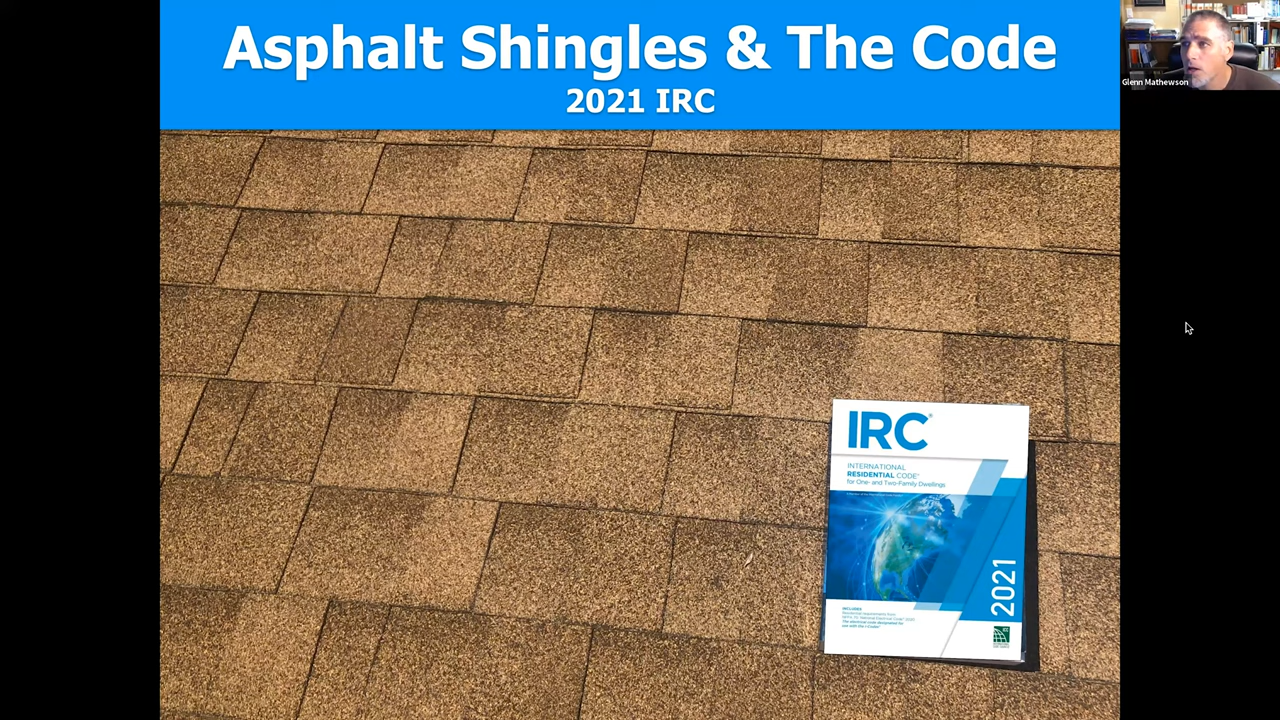 Asphalt Shingles & The Code
2021 IRC
Glenn Mathewson
IRC®
INTERNATIONAL
RESIDENTIAL CODE®
for One- and Two-Family Dwellings
2021
INCLUDES